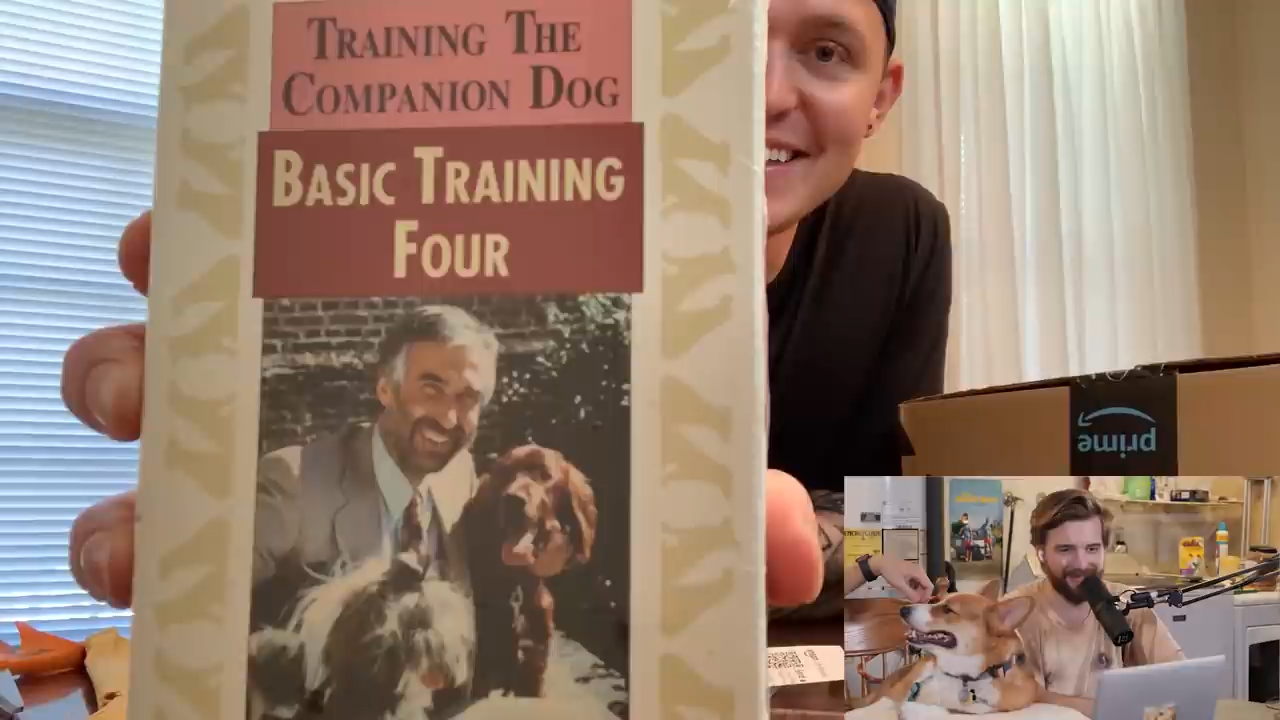 TRAINING THE
COMPANION DOG
BASIC TRAINING
FOUR
prime